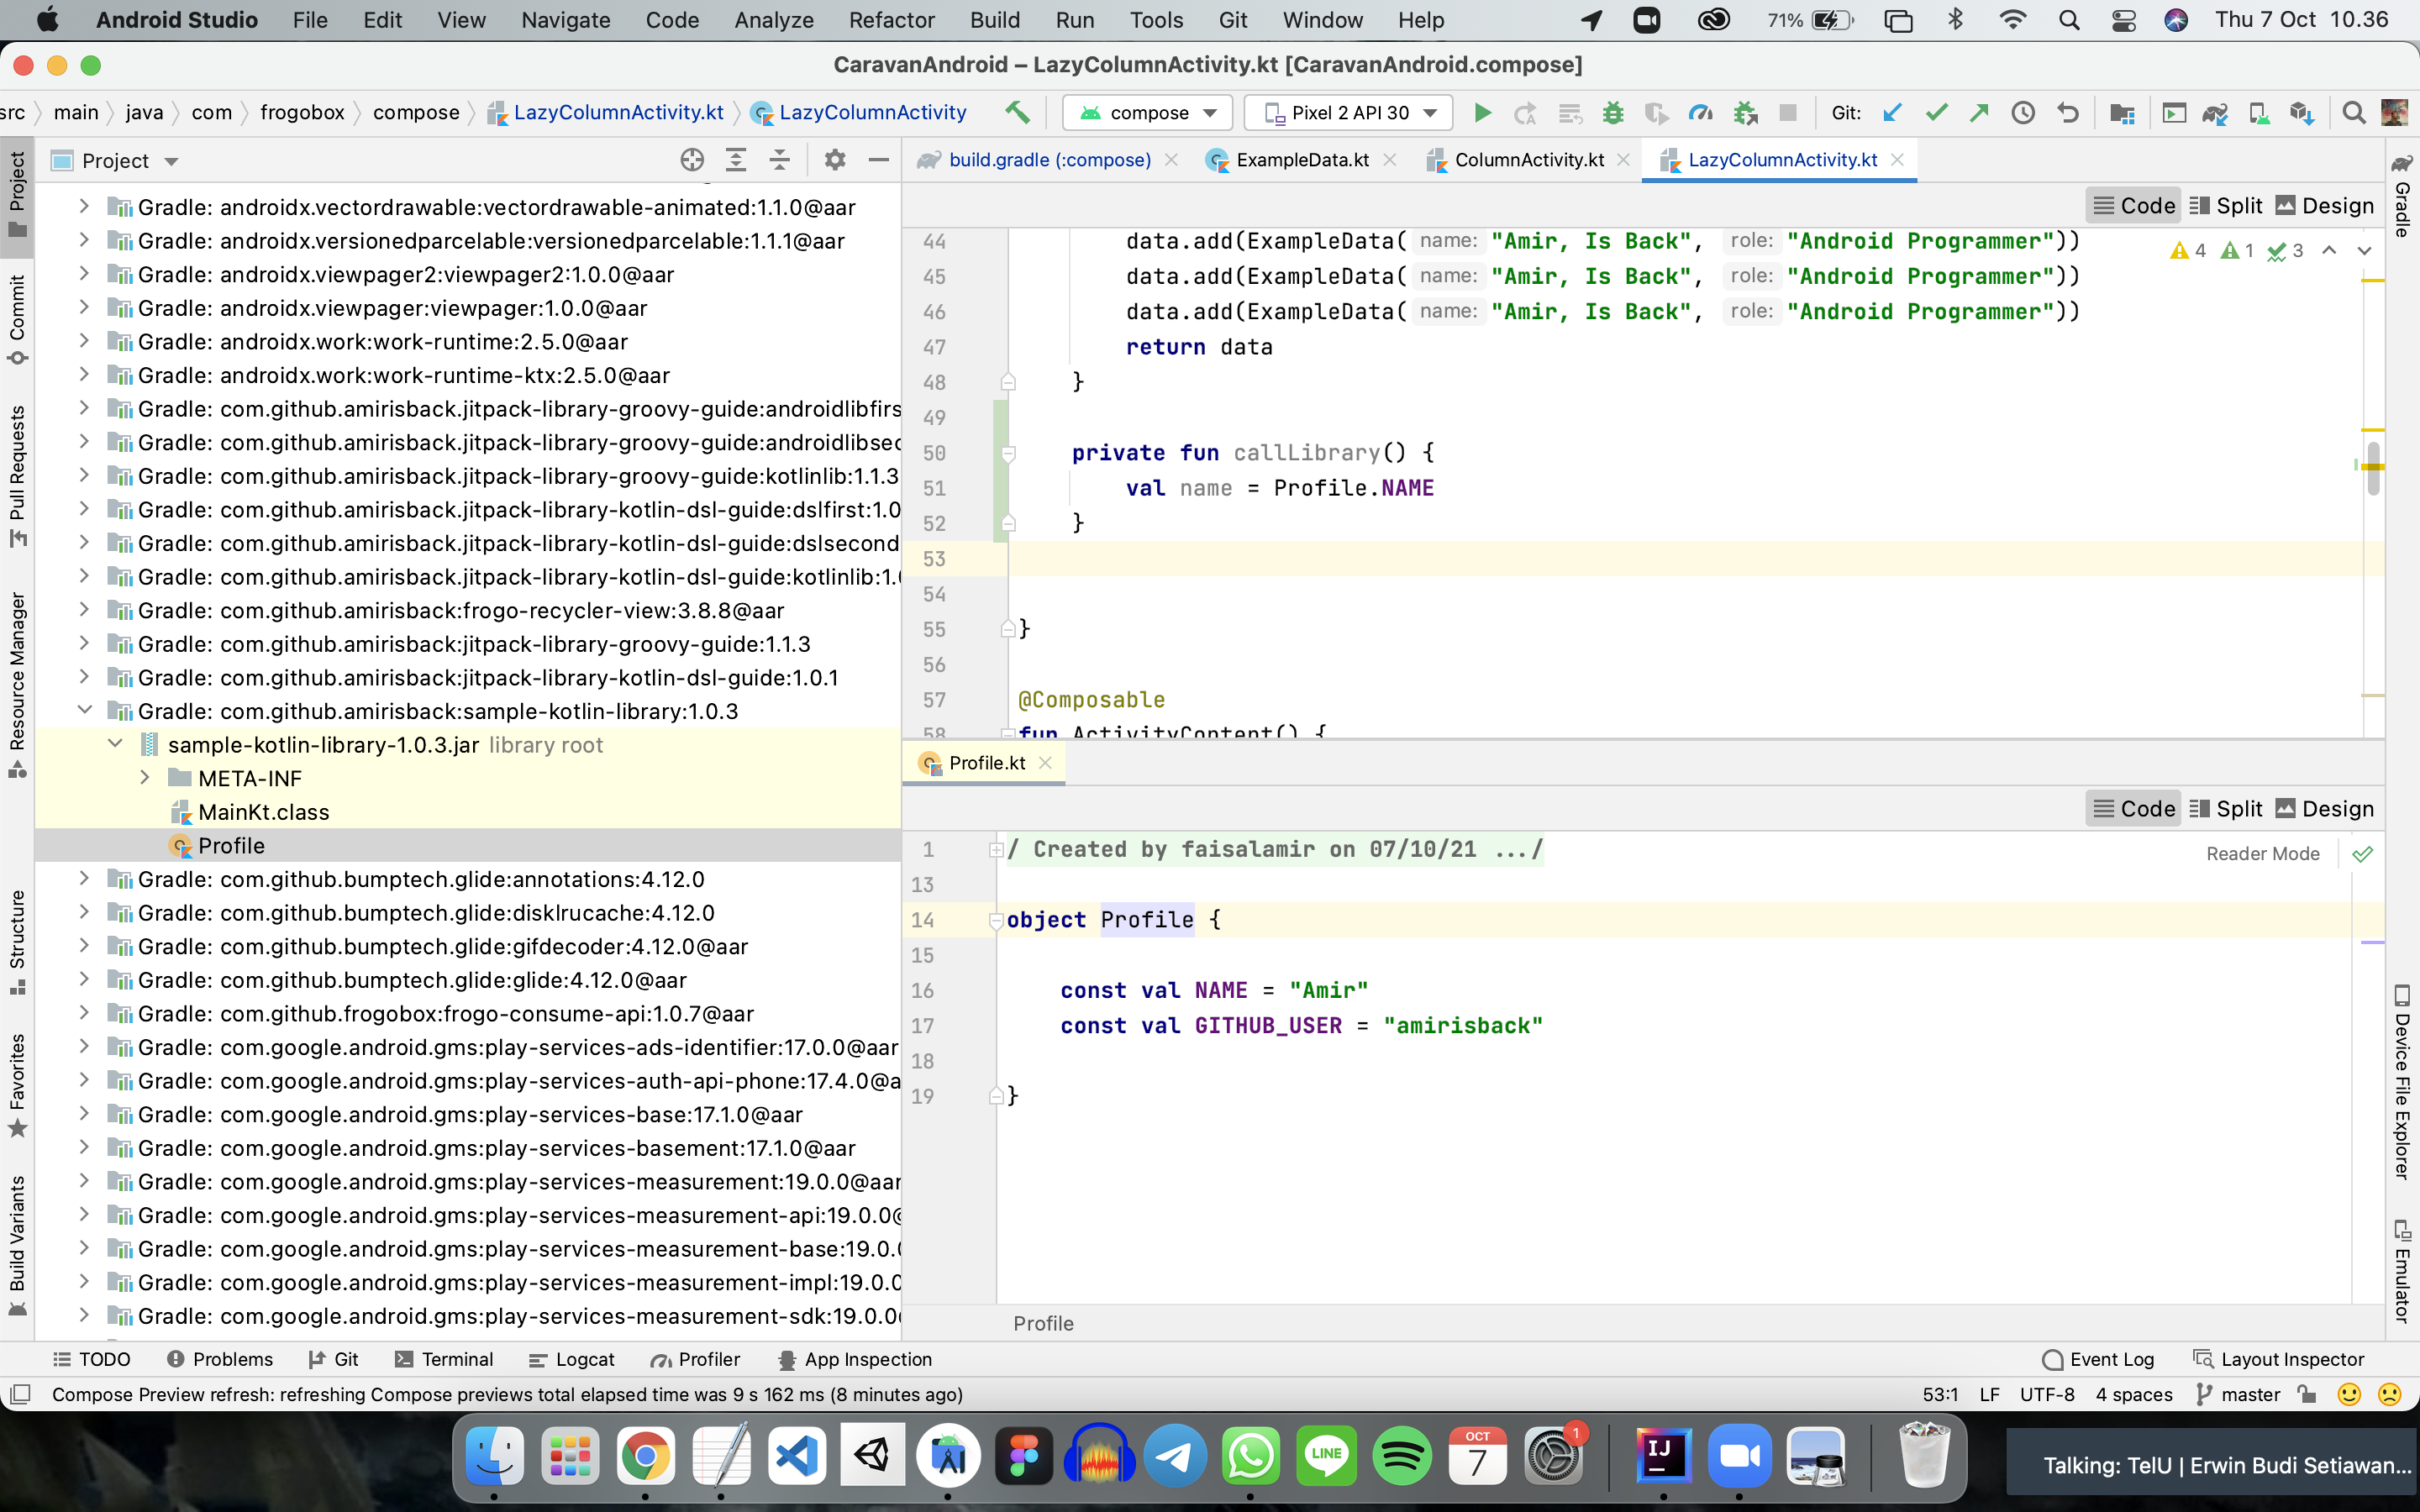 Android Studio File Edit View Navigate Code Analyze Refactor Build Run Tools Git Window Help 71% Thu 7 Oct 10.36
CaravanAndroid – LazyColumnActivity.kt [CaravanAndroid.compose]
src main java com frogobox compose LazyColumnActivity.kt LazyColumnActivity compose Pixel 2 API 30 Git:
Project
build.gradle (:compose) ExampleData.kt ColumnActivity.kt LazyColumnActivity.kt
Code Split Design
Project
Commit
Pull Requests
Resource Manager
Structure
Favorites
Build Variants
Gradle: androidx.vectordrawable:vectordrawable-animated:1.1.0@aar
Gradle: androidx.versionedparcelable:versionedparcelable:1.1.1@aar
Gradle: androidx.viewpager2:viewpager2:1.0.0@aar
Gradle: androidx.viewpager:viewpager:1.0.0@aar
Gradle: androidx.work:work-runtime:2.5.0@aar
Gradle: androidx.work:work-runtime-ktx:2.5.0@aar
Gradle: com.github.amirisback.jitpack-library-groovy-guide:androidlibfirs
Gradle: com.github.amirisback.jitpack-library-groovy-guide:androidlibsec
Gradle: com.github.amirisback.jitpack-library-groovy-guide:kotlinlib:1.1.3
Gradle: com.github.amirisback.jitpack-library-kotlin-dsl-guide:dslfirst:1.0
Gradle: com.github.amirisback.jitpack-library-kotlin-dsl-guide:dslsecond
Gradle: com.github.amirisback.jitpack-library-kotlin-dsl-guide:kotlinlib:1.
Gradle: com.github.amirisback:frogo-recycler-view:3.8.8@aar
Gradle: com.github.amirisback:jitpack-library-groovy-guide:1.1.3
Gradle: com.github.amirisback:jitpack-library-kotlin-dsl-guide:1.0.1
Gradle: com.github.amirisback:sample-kotlin-library:1.0.3
sample-kotlin-library-1.0.3.jar library root
META-INF
MainKt.class
Profile
Gradle: com.github.bumptech.glide:annotations:4.12.0
Gradle: com.github.bumptech.glide:disklrucache:4.12.0
Gradle: com.github.bumptech.glide:gifdecoder:4.12.0@aar
Gradle: com.github.bumptech.glide:glide:4.12.0@aar
Gradle: com.github.frogobox:frogo-consume-api:1.0.7@aar
Gradle: com.google.android.gms:play-services-ads-identifier:17.0.0@aar
Gradle: com.google.android.gms:play-services-auth-api-phone:17.4.0@a
Gradle: com.google.android.gms:play-services-base:17.1.0@aar
Gradle: com.google.android.gms:play-services-basement:17.1.0@aar
Gradle: com.google.android.gms:play-services-measurement:19.0.0@aar
Gradle: com.google.android.gms:play-services-measurement-api:19.0.0@
Gradle: com.google.android.gms:play-services-measurement-base:19.0.
Gradle: com.google.android.gms:play-services-measurement-impl:19.0.0
Gradle: com.google.android.gms:play-services-measurement-sdk:19.0.0
44 data.add(ExampleData( name: "Amir, Is Back", role: "Android Programmer"))
45 data.add(ExampleData( name: "Amir, Is Back", role: "Android Programmer"))
46 data.add(ExampleData( name: "Amir, Is Back", role: "Android Programmer"))
47 return data
48 }
49
50 private fun callLibrary() {
51 val name = Profile.NAME
52 }
53
54
55 }
56
57 @Composable
58 fun ActivityContent() {
4 1 3
Profile.kt
Code Split Design
Reader Mode
1 / Created by faisalamir on 07/10/21 .../
13
14 object Profile {
15
16 const val NAME = "Amir"
17 const val GITHUB_USER = "amirisback"
18
19 }
Profile
Gradle
Device File Explorer
Emulator
TODO Problems Git Terminal Logcat Profiler App Inspection Event Log Layout Inspector
Compose Preview refresh: refreshing Compose previews total elapsed time was 9 s 162 ms (8 minutes ago) 53:1 LF UTF-8 4 spaces master
LINE
OCT
7
1
IJ
Talking: TelU | Erwin Budi Setiawan...